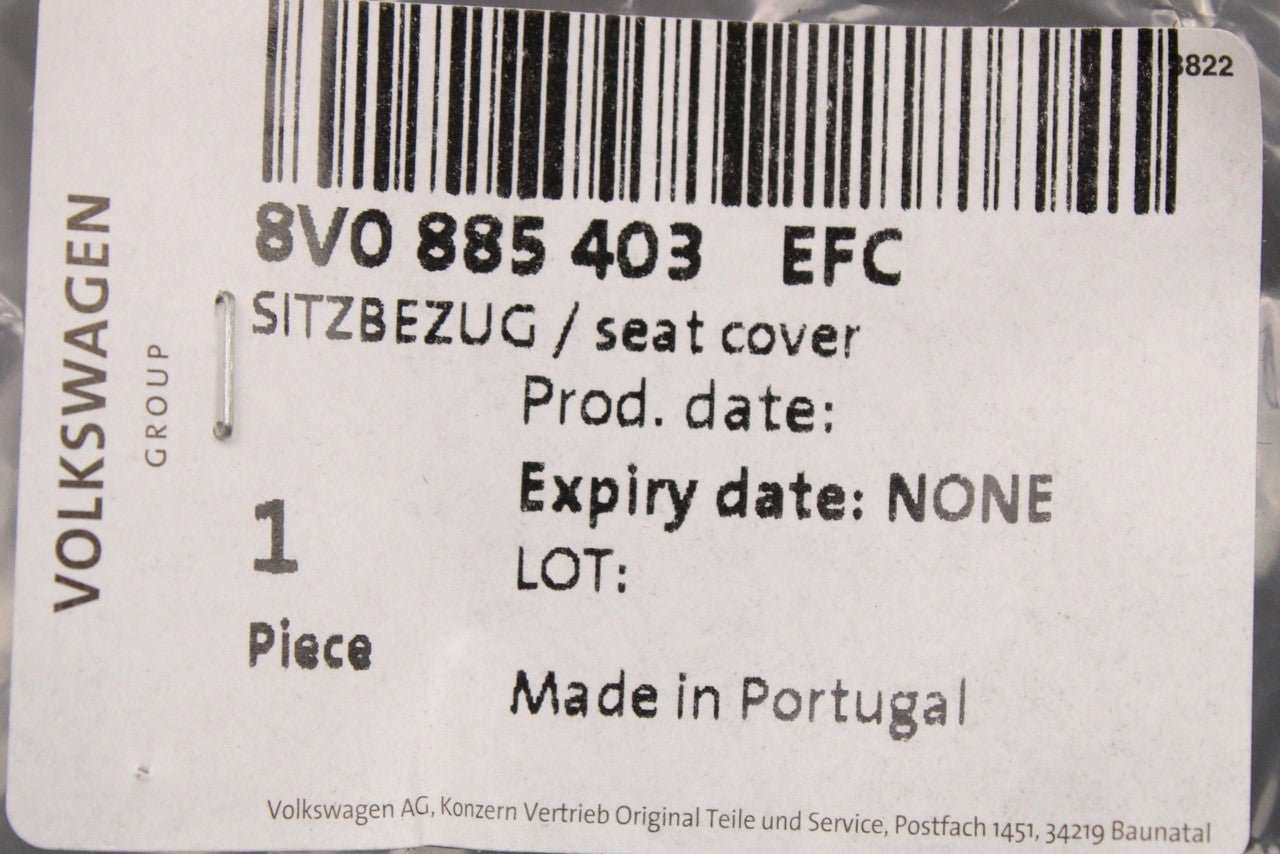 8V0 885 403 EFC
SITZBEZUG / seat cover
Prod. date:
Expiry date: NONE
LOT:
1
Piece
Made in Portugal
VOLKSWAGEN
GROUP
Volkswagen AG, Konzern Vertrieb Original Teile und Service, Postfach 1451, 34219 Baunatal